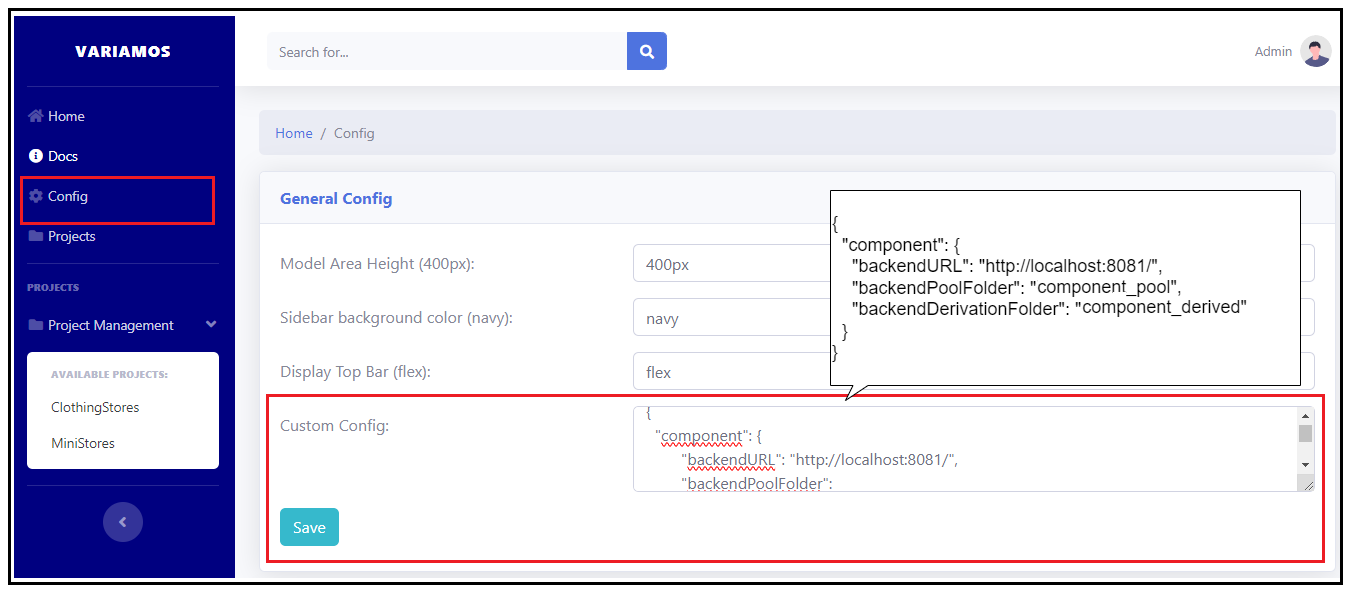 VARIAMOS
Home
Docs
Config
Projects
PROJECTS
Project Management
AVAILABLE PROJECTS:
ClothingStores
MiniStores
Search for...
Admin
Home / Config
General Config
Model Area Height (400px):
400px
Sidebar background color (navy):
navy
Display Top Bar (flex):
flex
{
"component": {
"backendURL": "http://localhost:8081/",
"backendPoolFolder": "component_pool",
"backendDerivationFolder": "component_derived"
}
}
Custom Config:
{
"component": {
"backendURL": "http://localhost:8081/",
"backendPoolFolder":
Save